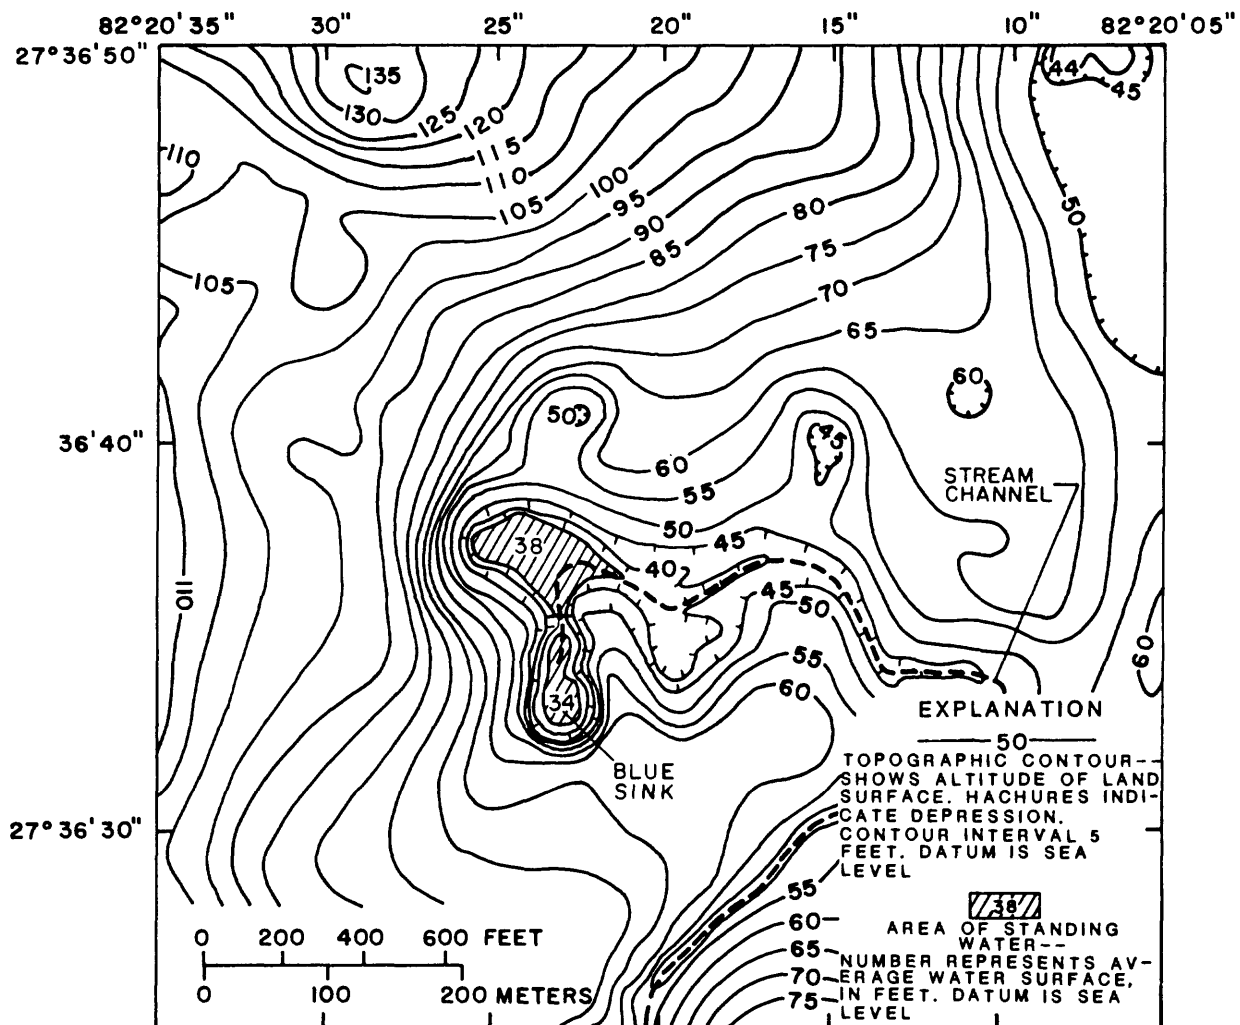 82°20'35" 30" 25" 20" 15" 10" 82°20'05"
27°36'50"
36'40"
27°36'30"
135
130
125
120
115
110
105
100
95
90
85
80
75
70
65
44
45
50
110
105
110
60
50
45
60
55
50
45
40
38
34
45
50
55
60
60
STREAM
CHANNEL
BLUE
SINK
55
60
65
70
75
EXPLANATION
50
TOPOGRAPHIC CONTOUR--
SHOWS ALTITUDE OF LAND
SURFACE. HACHURES INDI-
CATE DEPRESSION.
CONTOUR INTERVAL 5
FEET. DATUM IS SEA
LEVEL
38
AREA OF STANDING
WATER--
NUMBER REPRESENTS AV-
ERAGE WATER SURFACE,
IN FEET. DATUM IS SEA
LEVEL
0 200 400 600 FEET
0 100 200 METERS